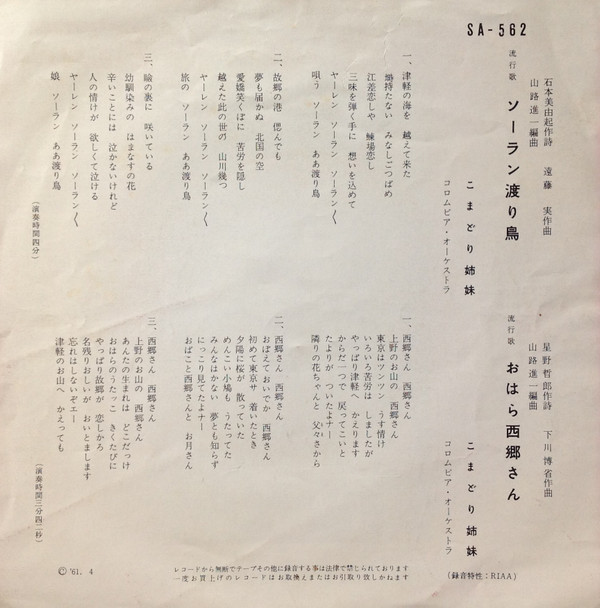 SA-562
流行歌
ソーラン渡り鳥
石本美由起作詩
遠藤 実作曲
山路進一編曲
こまどり姉妹
コロムビア・オーケストラ
一、津軽の海を 越えて来た
塒持たない みなしごつばめ
江差恋しや 鰊場恋し
三味を弾く手に 想いを込めて
ヤーレン ソーラン ソーラン〱
唄う ソーラン ああ渡り鳥
二、故郷の港 偲んでも
夢も届かぬ 北国の空
愛嬌笑くぼに 苦労を隠し
越えた此の世の 山川幾つ
ヤーレン ソーラン ソーラン〱
旅の ソーラン ああ渡り鳥
三、瞼の裏に 咲いている
幼馴染みの はまなすの花
辛いことには 泣かないけれど
人の情けが 欲しくて泣ける
ヤーレン ソーラン ソーラン〱
娘 ソーラン ああ渡り鳥
(演奏時間四分)
流行歌
おはら西郷さん
星野哲郎作詩
下川博省作曲
山路進一編曲
こまどり姉妹
コロムビア・オーケストラ
一、西郷さん 西郷さん
上野のお山の 西郷さん
東京はツンツン うす情け
いろいろ苦労は しましたが
やっぱり津軽へ かえります
からだ一つで 戻ってこいと
たよりが ついたよナー
隣りの花ちゃんと 父々さから
二、西郷さん 西郷さん
おぼえておいでか 西郷さん
初めて東京サ 着いたとき
夕陽に桜が 散っていた
めんこい小鳩も うたってた
みんなはかない 夢とも知らず
にっこり見てたよナー
おばこと西郷さんと お月さん
三、西郷さん 西郷さん
上野のお山の 西郷さん
あんたの生まれは どこだっけ
おはらのうたっこ きくたびに
やっぱり故郷が 恋しかろ
名残りおしいが おいとまします
忘れはしないぞエー
津軽のお山へ かえっても
(演奏時間三分四二秒)
(録音特性：RIAA)
レコードから無断でテープその他に録音する事は法律で禁じられております
一度お買上げのレコードはお取換えまたはお引取り致しかねます
© '61. 4